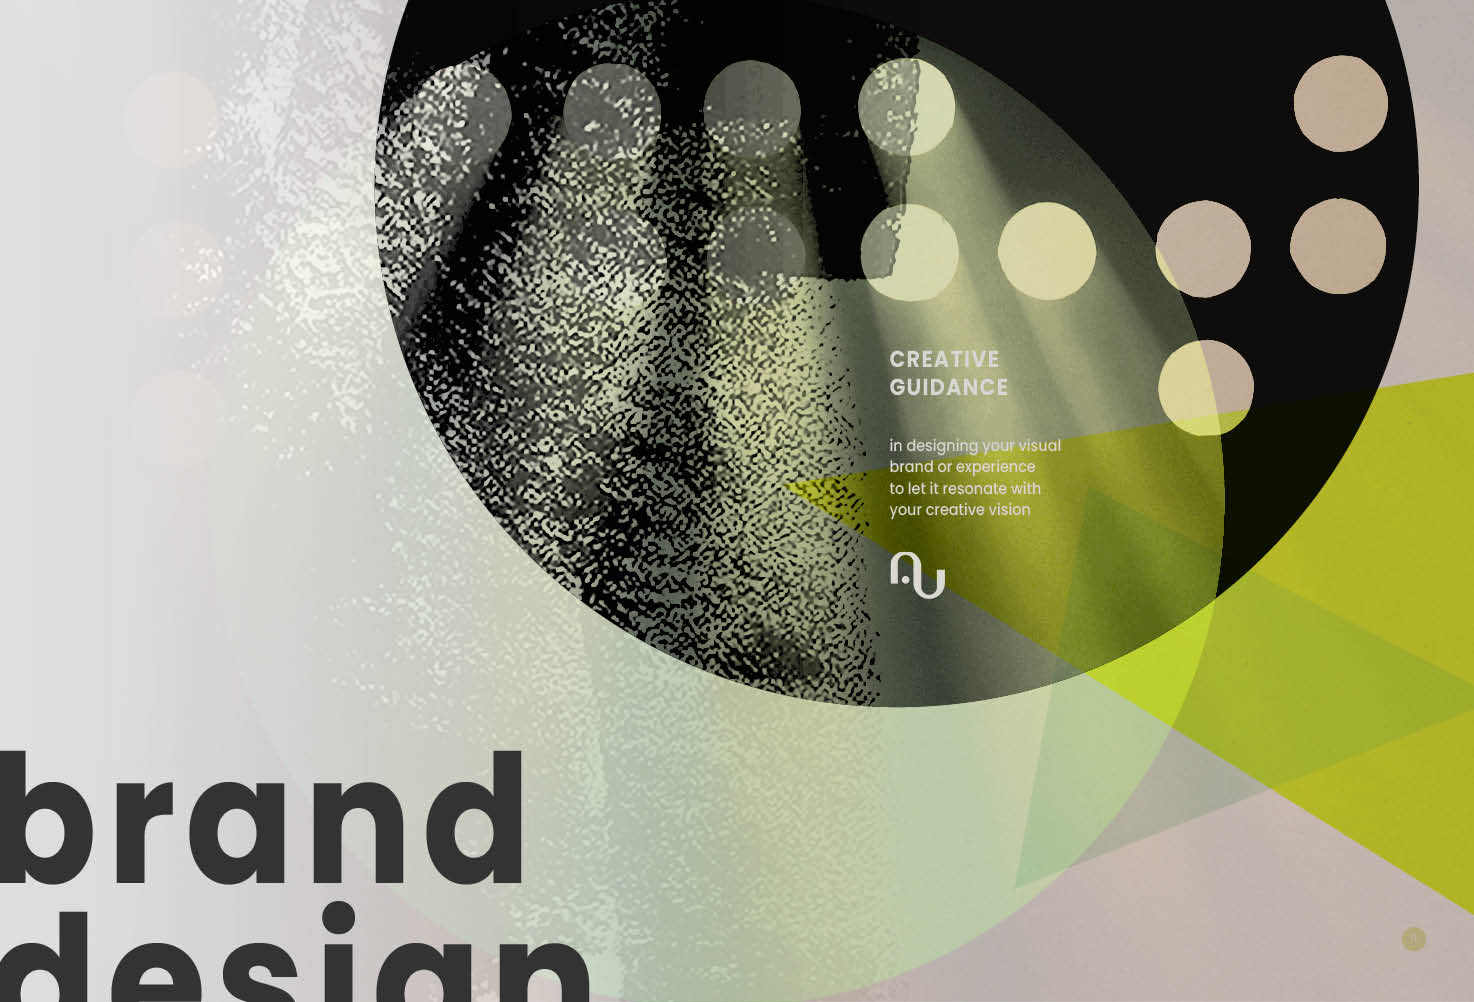 CREATIVE
GUIDANCE
in designing your visual
brand or experience
to let it resonate with
your creative vision
brand
design